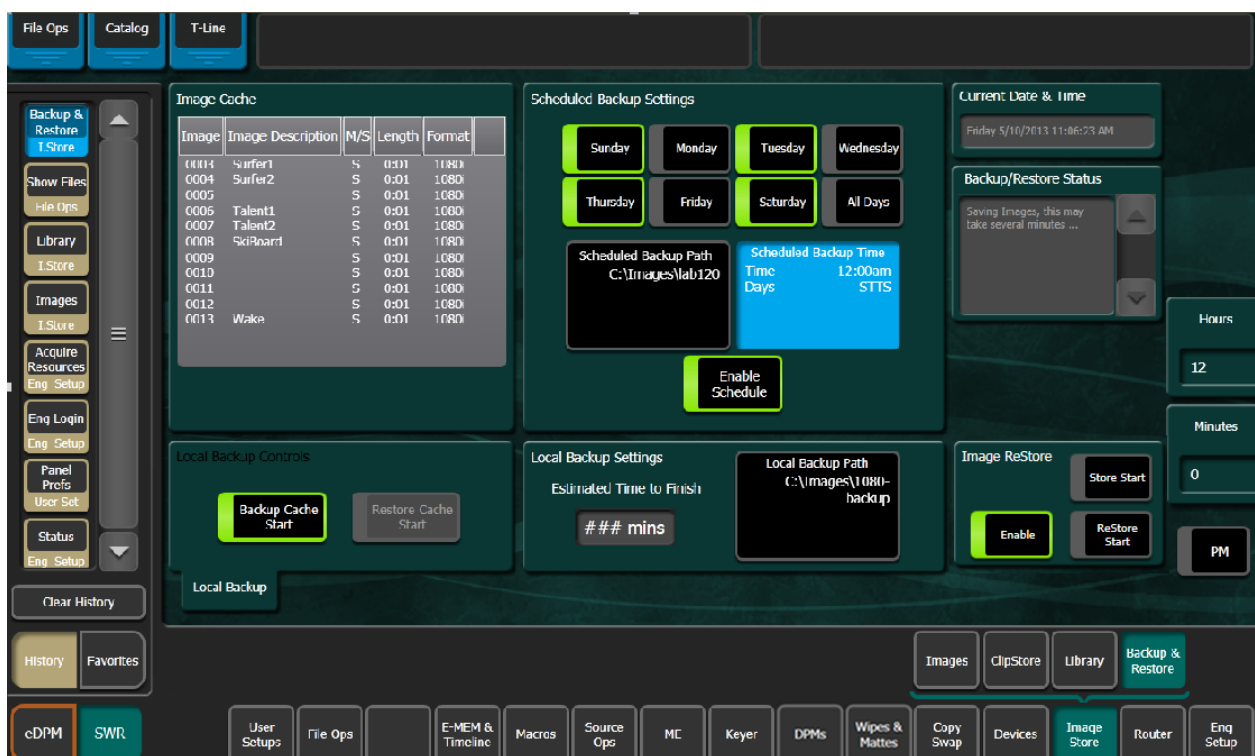 File Ops
Catalog
T-Line
Backup &
Restore
I.Store
Show Files
File Ops
Library
I.Store
Images
I.Store
Acquire
Resources
Eng Setup
Eng Login
Eng Setup
Panel
Prefs
User Set
Status
Eng Setup
Clear History
History
Favorites
cDPM
SWR
Image Cache
Image Image Description M/S Length Format
0003 Surfer1 S 0:01 1080i
0004 Surfer2 S 0:01 1080i
0005 S 0:01 1080i
0006 Talent1 S 0:01 1080i
0007 Talent2 S 0:01 1080i
0008 SkiBoard S 0:01 1080i
0009 S 0:01 1080i
0010 S 0:01 1080i
0011 S 0:01 1080i
0012 S 0:01 1080i
0013 Wake S 0:01 1080i
Scheduled Backup Settings
Sunday
Monday
Tuesday
Wednesday
Thursday
Friday
Saturday
All Days
Scheduled Backup Path
C:\Images\lab120
Scheduled Backup Time
Time 12:00am
Days STTS
Enable
Schedule
Current Date & Time
Friday 5/10/2013 11:06:23 AM
Backup/Restore Status
Saving Images, this may
take several minutes ...
Hours
12
Minutes
0
PM
Local Backup Controls
Backup Cache
Start
Restore Cache
Start
Local Backup
Local Backup Settings
Estimated Time to Finish
### mins
Local Backup Path
C:\Images\1080-
backup
Image ReStore
Store Start
Enable
ReStore
Start
Images
ClipStore
Library
Backup &
Restore
User
Setups
File Ops
E-MEM &
Timeline
Macros
Source
Ops
ME
Keyer
DPMs
Wipes &
Mattes
Copy
Swap
Devices
Image
Store
Router
Eng
Setup